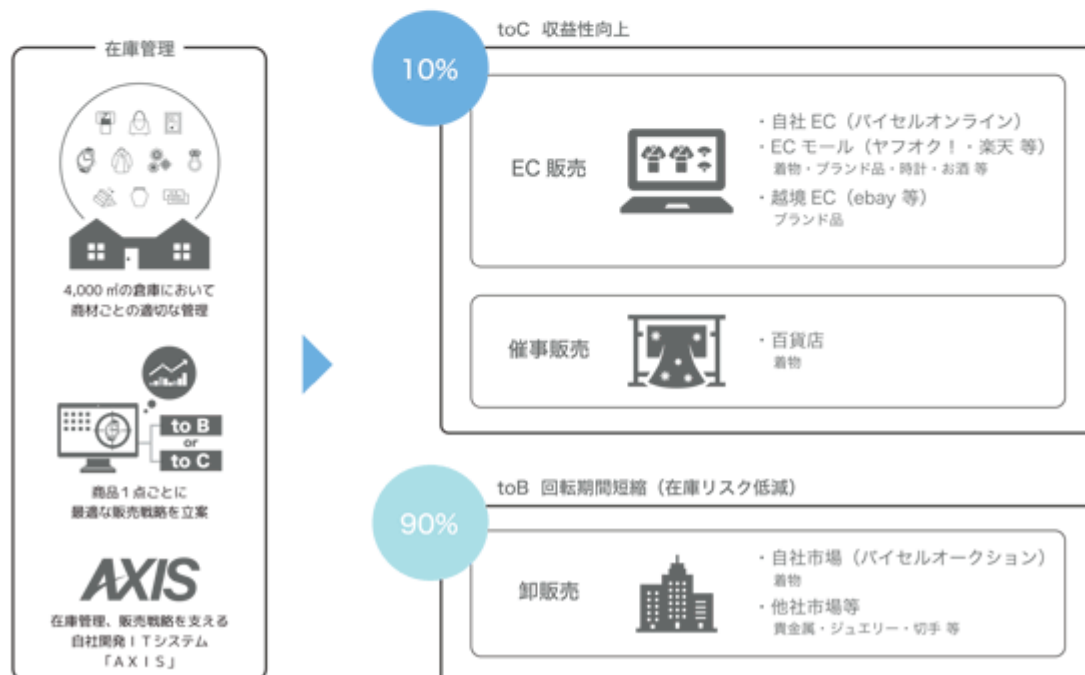 在庫管理
4,000 ㎡の倉庫において
商材ごとの適切な管理
to B
or
to C
商品1点ごとに
最適な販売戦略を立案
AXIS
在庫管理、販売戦略を支える
自社開発ITシステム
「AXIS」
10%
toC 収益性向上
EC 販売
・自社 EC（バイセルオンライン）
・EC モール（ヤフオク！・楽天 等）
着物・ブランド品・時計・お酒 等
・越境 EC（ebay 等）
ブランド品
催事販売
・百貨店
着物
90%
toB 回転期間短縮（在庫リスク低減）
卸販売
・自社市場（バイセルオークション）
着物
・他社市場等
貴金属・ジュエリー・切手 等